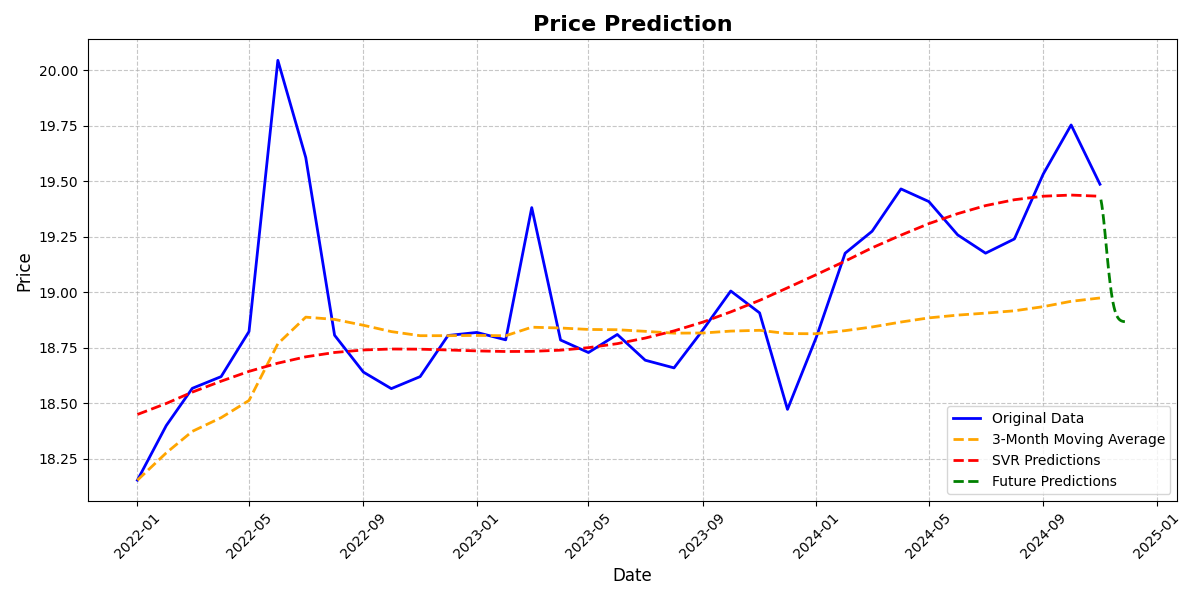 Price Prediction
Price
20.00
19.75
19.50
19.25
19.00
18.75
18.50
18.25
Original Data
3-Month Moving Average
SVR Predictions
Future Predictions
2022-01
2022-05
2022-09
2023-01
2023-05
2023-09
2024-01
2024-05
2024-09
2025-01
Date